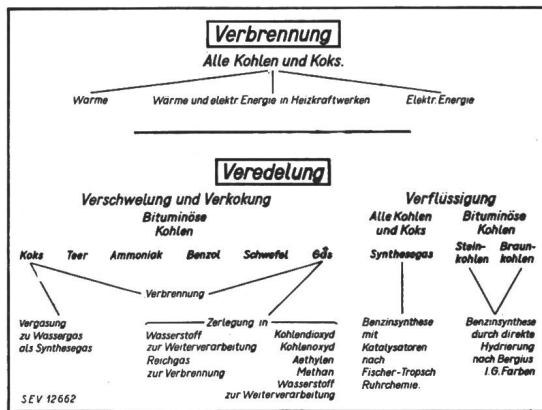 Verbrennung
Alle Kohlen und Koks.
Wärme Wärme und elektr. Energie in Heizkraftwerken Elektr. Energie
Veredelung
Verschwelung und Verkokung Verflüssigung
Bituminöse
Kohlen
Alle Kohlen
und Koks
Bituminöse
Kohlen
Koks Teer Ammoniak Benzol Schwefel Gas
Synthesegas
Stein-
kohlen
Braun-
kohlen
Verbrennung
Vergasung
zu Wassergas
als Synthesegas
Zerlegung in
Wasserstoff
zur Weiterverarbeitung
Reichgas
zur Verbrennung
Kohlendioxyd
Kohlenoxyd
Aethylen
Methan
Wasserstoff
zur Weiterverarbeitung
Benzinsynthese
mit
Katalysatoren
nach
Fischer-Tropsch
Ruhrchemie.
Benzinsynthese
durch direkte
Hydrierung
nach Bergius
I.G. Farben
SEV 12662